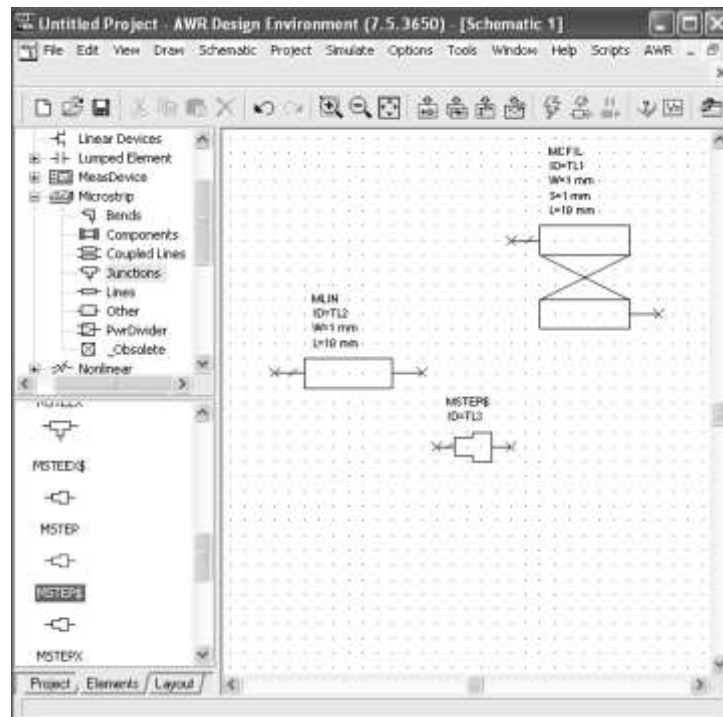 Untitled Project - AWR Design Environment (7.5.3650) - [Schematic 1]
File Edit View Draw Schematic Project Simulate Options Tools Window Help Scripts AWR
Linear Devices
Lumped Element
MeasDevice
Microstrip
Bends
Components
Coupled Lines
Junctions
Lines
Other
PwrDivider
_Obsolete
Nonlinear
MSTEEX$
MSTEP
MSTEP$
MSTEPX
Project Elements Layout
MCFIL
ID=TL1
W=1 mm
S=1 mm
L=10 mm
MLIN
ID=TL2
W=1 mm
L=10 mm
MSTEP$
ID=TL3